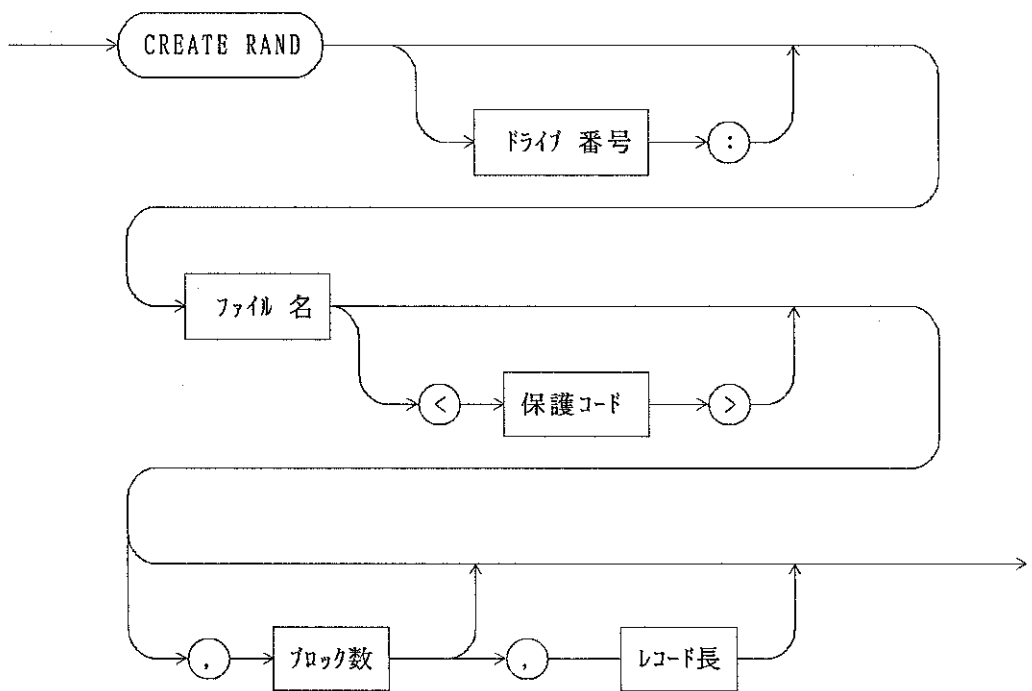 CREATE RAND
ﾄﾞﾗｲﾌﾞ 番号 :
ﾌｧｲﾙ 名
< 保護ｺｰﾄﾞ >
, ﾌﾞﾛｯｸ数 , ﾚｺｰﾄﾞ長